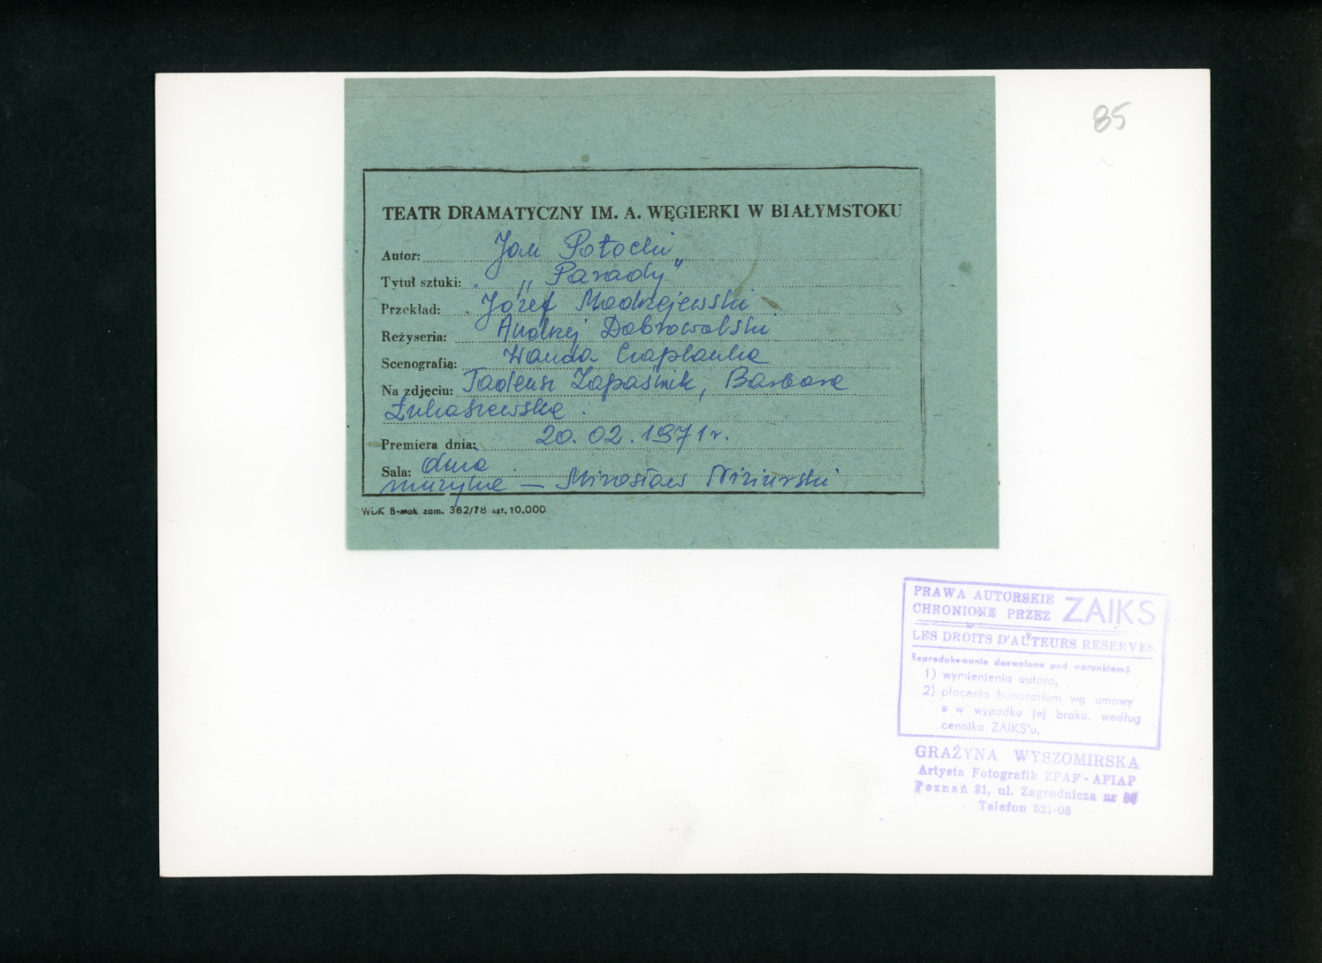 85
TEATR DRAMATYCZNY IM. A. WĘGIERKI W BIAŁYMSTOKU
Autor: Jan Potocki
Tytuł sztuki: „Parady"
Przekład: Józef Modrzejewski
Reżyseria: Andrzej Dobrowolski
Scenografia: Wanda Czaplanka
Na zdjęciu: Tadeusz Zapaśnik, Barbara
Łukaszewska.
Premiera dnia: 20.02.1971r.
Sala: duża
muzyka — Mirosław Niziurski
WDK B-stok zam. 382/78 szt. 10.000
PRAWA AUTORSKIE
CHRONIONE PRZEZ ZAIKS
LES DROITS D'AUTEURS RESERVES
Reprodukowanie dozwolone pod warunkiem:
1) wymienienia autora,
2) płacenia honorarium wg umowy
a w wypadku jej braku, według
cennika ZAIKS'u.
GRAŻYNA WYSZOMIRSKA
Artysta Fotografik ZPAF - AFIAP
Poznań 31, ul. Zagrodnicza nr
Telefon 521-06